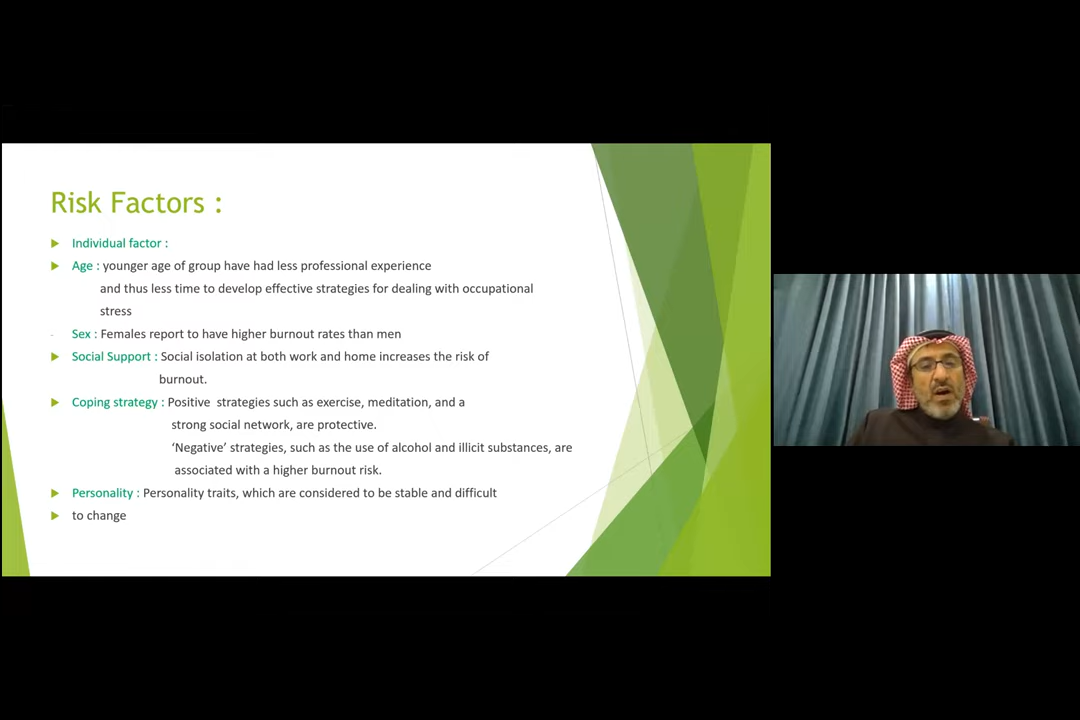 Risk Factors :
Individual factor :
Age : younger age of group have had less professional experience
and thus less time to develop effective strategies for dealing with occupational
stress
Sex : Females report to have higher burnout rates than men
Social Support : Social isolation at both work and home increases the risk of
burnout.
Coping strategy : Positive strategies such as exercise, meditation, and a
strong social network, are protective.
‘Negative’ strategies, such as the use of alcohol and illicit substances, are
associated with a higher burnout risk.
Personality : Personality traits, which are considered to be stable and difficult
to change